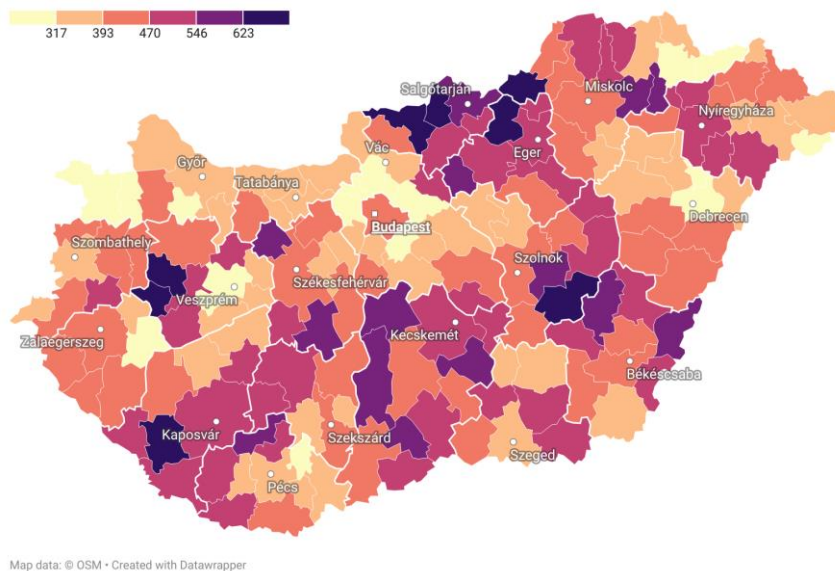 317 393 470 546 623
Salgótarján
Miskolc
Nyíregyháza
Vác
Eger
Győr
Tatabánya
Debrecen
Budapest
Szombathely
Szolnok
Székesfehérvár
Veszprém
Kecskemét
Zalaegerszeg
Békéscsaba
Kaposvár
Szekszárd
Szeged
Pécs
Map data: © OSM • Created with Datawrapper